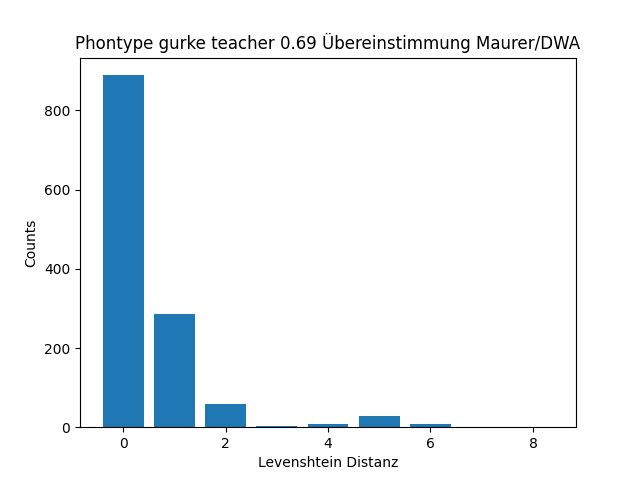 Phontype gurke teacher 0.69 Übereinstimmung Maurer/DWA
800
600
400
200
0
Counts
0 2 4 6 8
Levenshtein Distanz